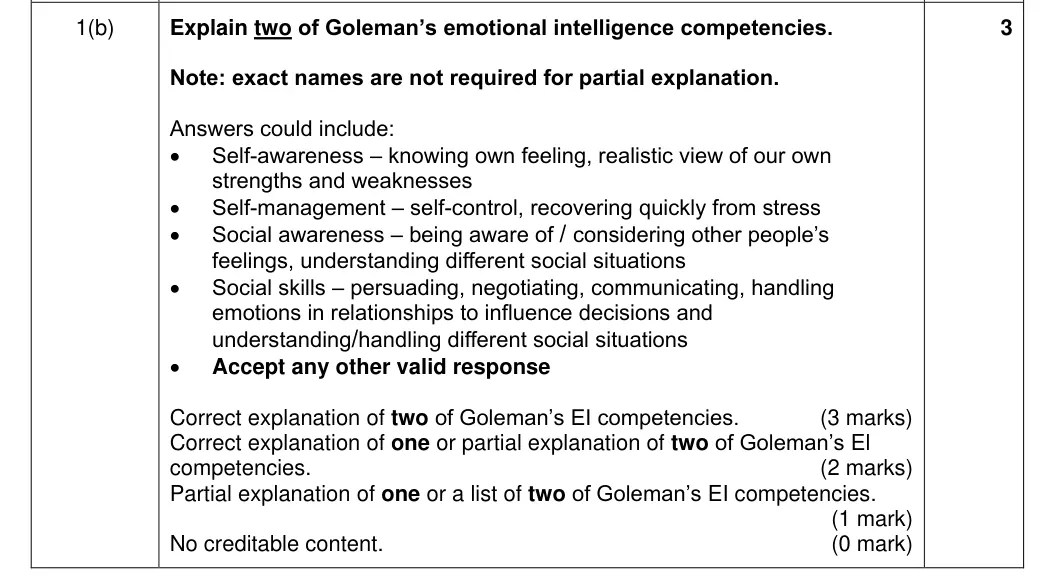 1(b)
Explain two of Goleman's emotional intelligence competencies.
3
Note: exact names are not required for partial explanation.
Answers could include:
• Self-awareness – knowing own feeling, realistic view of our own
strengths and weaknesses
• Self-management – self-control, recovering quickly from stress
• Social awareness – being aware of / considering other people's
feelings, understanding different social situations
• Social skills – persuading, negotiating, communicating, handling
emotions in relationships to influence decisions and
understanding/handling different social situations
• Accept any other valid response
Correct explanation of two of Goleman's EI competencies. (3 marks)
Correct explanation of one or partial explanation of two of Goleman's EI
competencies. (2 marks)
Partial explanation of one or a list of two of Goleman's EI competencies.
(1 mark)
No creditable content. (0 mark)